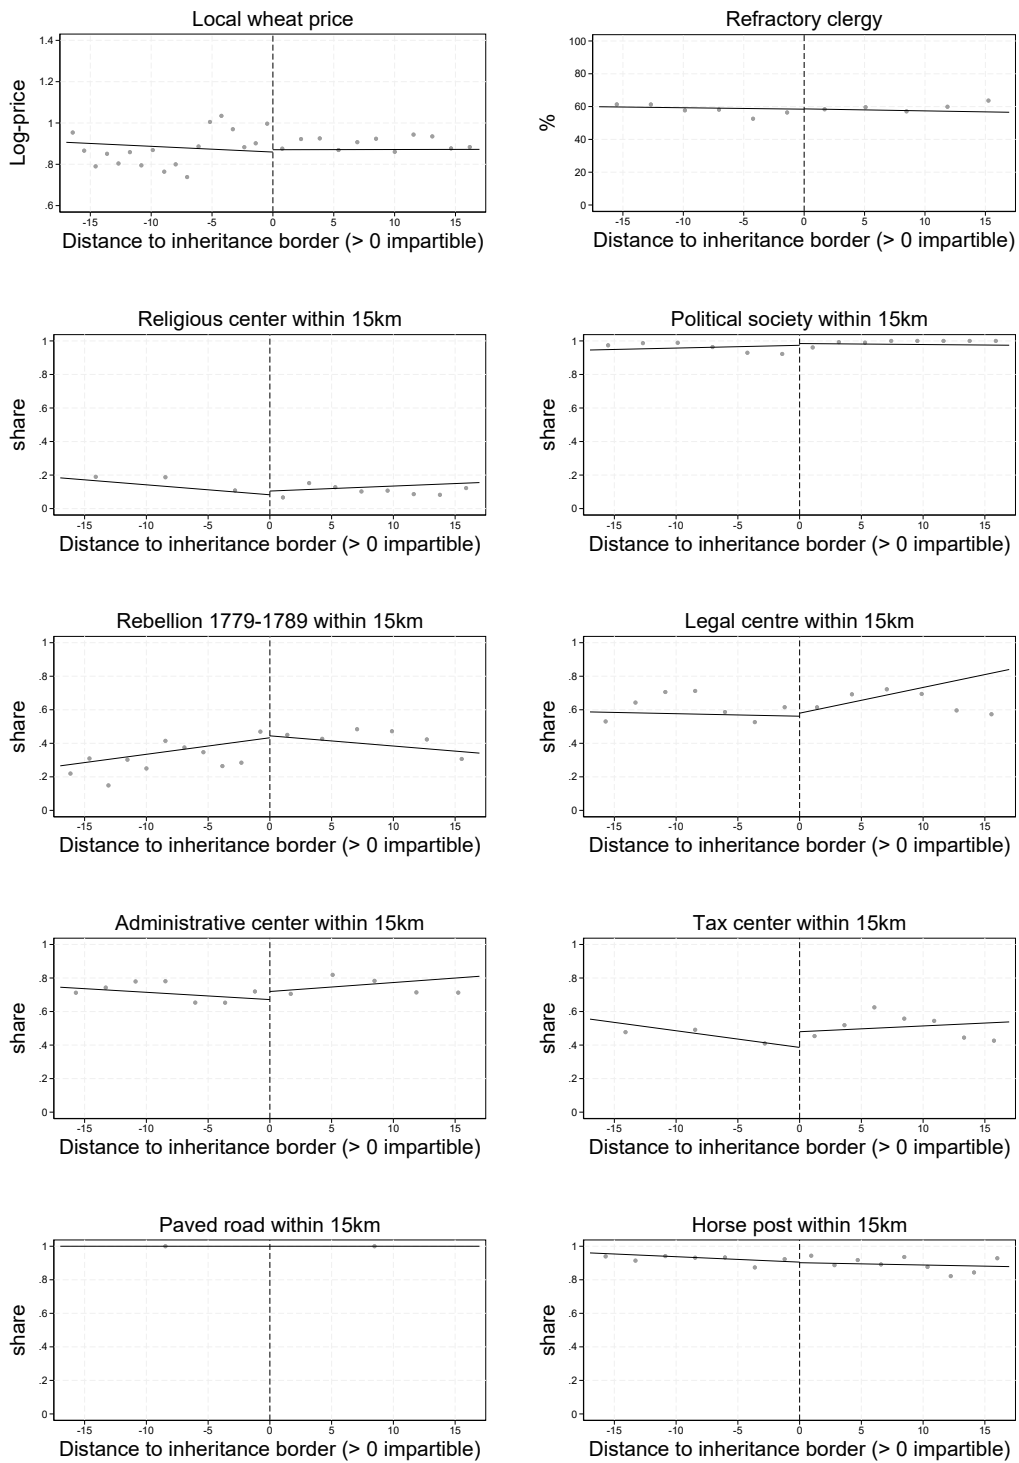 Local wheat price
Log-price
1.4
1.2
1
.8
.6
-15 -10 -5 0 5 10 15
Distance to inheritance border (> 0 impartible)
Refractory clergy
%
100
80
60
40
20
0
-15 -10 -5 0 5 10 15
Distance to inheritance border (> 0 impartible)
Religious center within 15km
share
1
.8
.6
.4
.2
0
-15 -10 -5 0 5 10 15
Distance to inheritance border (> 0 impartible)
Political society within 15km
share
1
.8
.6
.4
.2
0
-15 -10 -5 0 5 10 15
Distance to inheritance border (> 0 impartible)
Rebellion 1779-1789 within 15km
share
1
.8
.6
.4
.2
0
-15 -10 -5 0 5 10 15
Distance to inheritance border (> 0 impartible)
Legal centre within 15km
share
1
.8
.6
.4
.2
0
-15 -10 -5 0 5 10 15
Distance to inheritance border (> 0 impartible)
Administrative center within 15km
share
1
.8
.6
.4
.2
0
-15 -10 -5 0 5 10 15
Distance to inheritance border (> 0 impartible)
Tax center within 15km
share
1
.8
.6
.4
.2
0
-15 -10 -5 0 5 10 15
Distance to inheritance border (> 0 impartible)
Paved road within 15km
share
1
.8
.6
.4
.2
0
-15 -10 -5 0 5 10 15
Distance to inheritance border (> 0 impartible)
Horse post within 15km
share
1
.8
.6
.4
.2
0
-15 -10 -5 0 5 10 15
Distance to inheritance border (> 0 impartible)